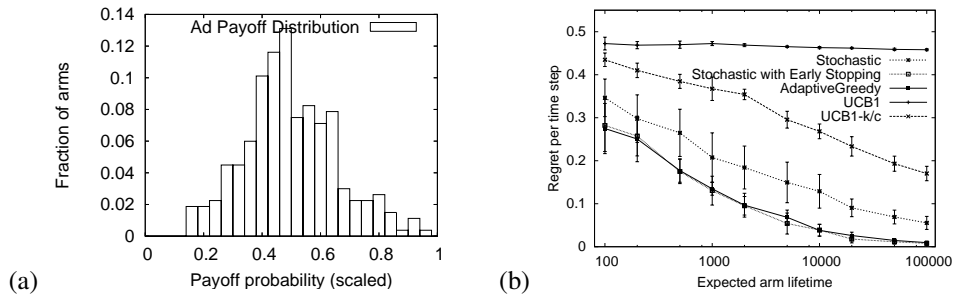 (a)
Fraction of arms
0.14
0.12
0.1
0.08
0.06
0.04
0.02
0
Ad Payoff Distribution
0 0.2 0.4 0.6 0.8 1
Payoff probability (scaled)
(b)
Regret per time step
0.5
0.4
0.3
0.2
0.1
0
Stochastic
Stochastic with Early Stopping
AdaptiveGreedy
UCB1
UCB1-k/c
100 1000 10000 100000
Expected arm lifetime